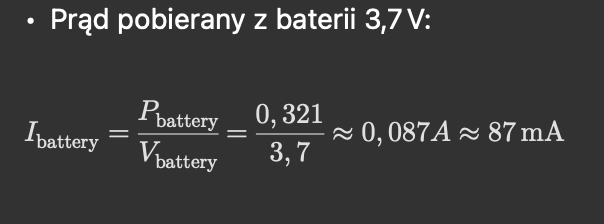 • Prąd pobierany z baterii 3,7 V:
I_battery = P_battery / V_battery = 0,321 / 3,7 ≈ 0,087A ≈ 87 mA